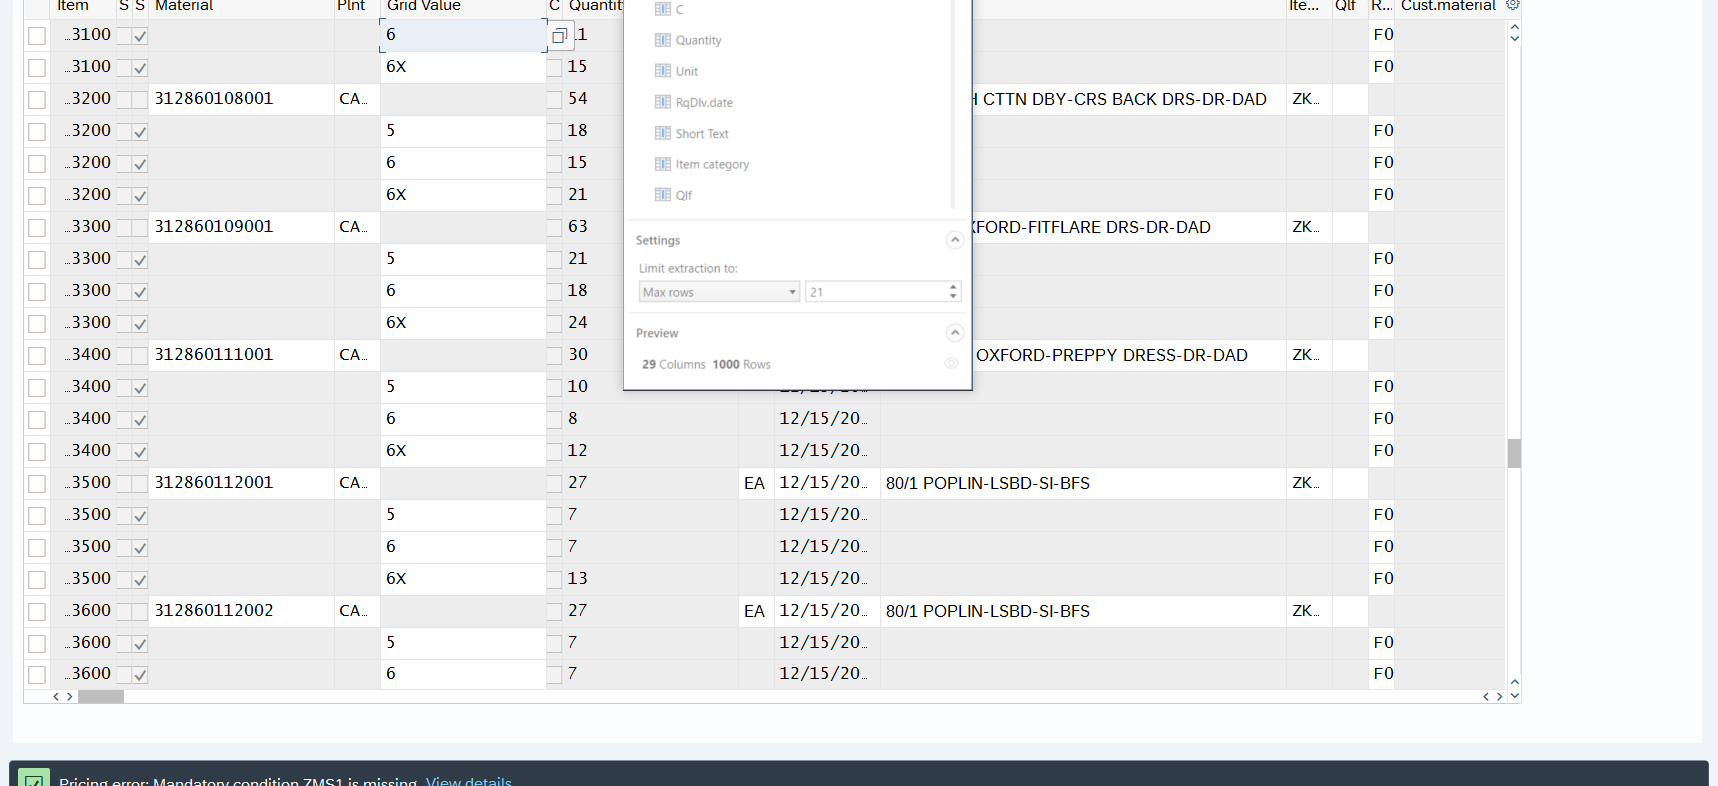 Item S S Material Plnt Grid Value C Quantity Ite... Qlf R... Cust.material
...3100 6 11 F0
...3100 6X 15 F0
...3200 312860108001 CA... 54 CTTN DBY-CRS BACK DRS-DR-DAD ZK...
...3200 5 18 F0
...3200 6 15 F0
...3200 6X 21 F0
...3300 312860109001 CA... 63 FORD-FITFLARE DRS-DR-DAD ZK...
...3300 5 21 F0
...3300 6 18 F0
...3300 6X 24 F0
...3400 312860111001 CA... 30 OXFORD-PREPPY DRESS-DR-DAD ZK...
...3400 5 10 F0
...3400 6 8 12/15/20... F0
...3400 6X 12 12/15/20... F0
...3500 312860112001 CA... 27 EA 12/15/20... 80/1 POPLIN-LSBD-SI-BFS ZK...
...3500 5 7 12/15/20... F0
...3500 6 7 12/15/20... F0
...3500 6X 13 12/15/20... F0
...3600 312860112002 CA... 27 EA 12/15/20... 80/1 POPLIN-LSBD-SI-BFS ZK...
...3600 5 7 12/15/20... F0
...3600 6 7 12/15/20... F0
C
Quantity
Unit
RqDlv.date
Short Text
Item category
Qlf
Settings
Limit extraction to:
Max rows 21
Preview
29 Columns 1000 Rows
Pricing error: Mandatory condition ZMS1 is missing. View details